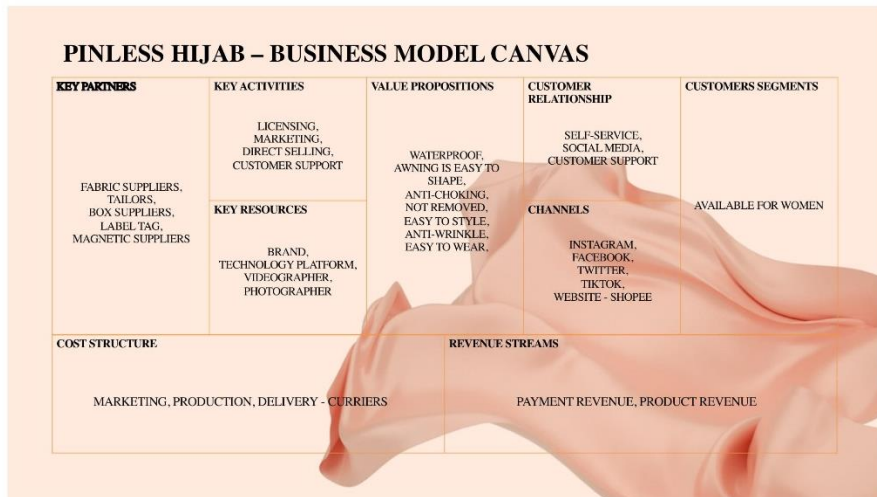 PINLESS HIJAB – BUSINESS MODEL CANVAS
KEY PARTNERS
FABRIC SUPPLIERS,
TAILORS,
BOX SUPPLIERS,
LABEL TAG,
MAGNETIC SUPPLIERS
KEY ACTIVITIES
LICENSING,
MARKETING,
DIRECT SELLING,
CUSTOMER SUPPORT
KEY RESOURCES
BRAND,
TECHNOLOGY PLATFORM,
VIDEOGRAPHER,
PHOTOGRAPHER
VALUE PROPOSITIONS
WATERPROOF,
AWNING IS EASY TO
SHAPE,
ANTI-CHOKING,
NOT REMOVED,
EASY TO STYLE,
ANTI-WRINKLE,
EASY TO WEAR,
CUSTOMER
RELATIONSHIP
SELF-SERVICE,
SOCIAL MEDIA,
CUSTOMER SUPPORT
CHANNELS
INSTAGRAM,
FACEBOOK,
TWITTER,
TIKTOK,
WEBSITE - SHOPEE
CUSTOMERS SEGMENTS
AVAILABLE FOR WOMEN
COST STRUCTURE
MARKETING, PRODUCTION, DELIVERY - CURRIERS
REVENUE STREAMS
PAYMENT REVENUE, PRODUCT REVENUE